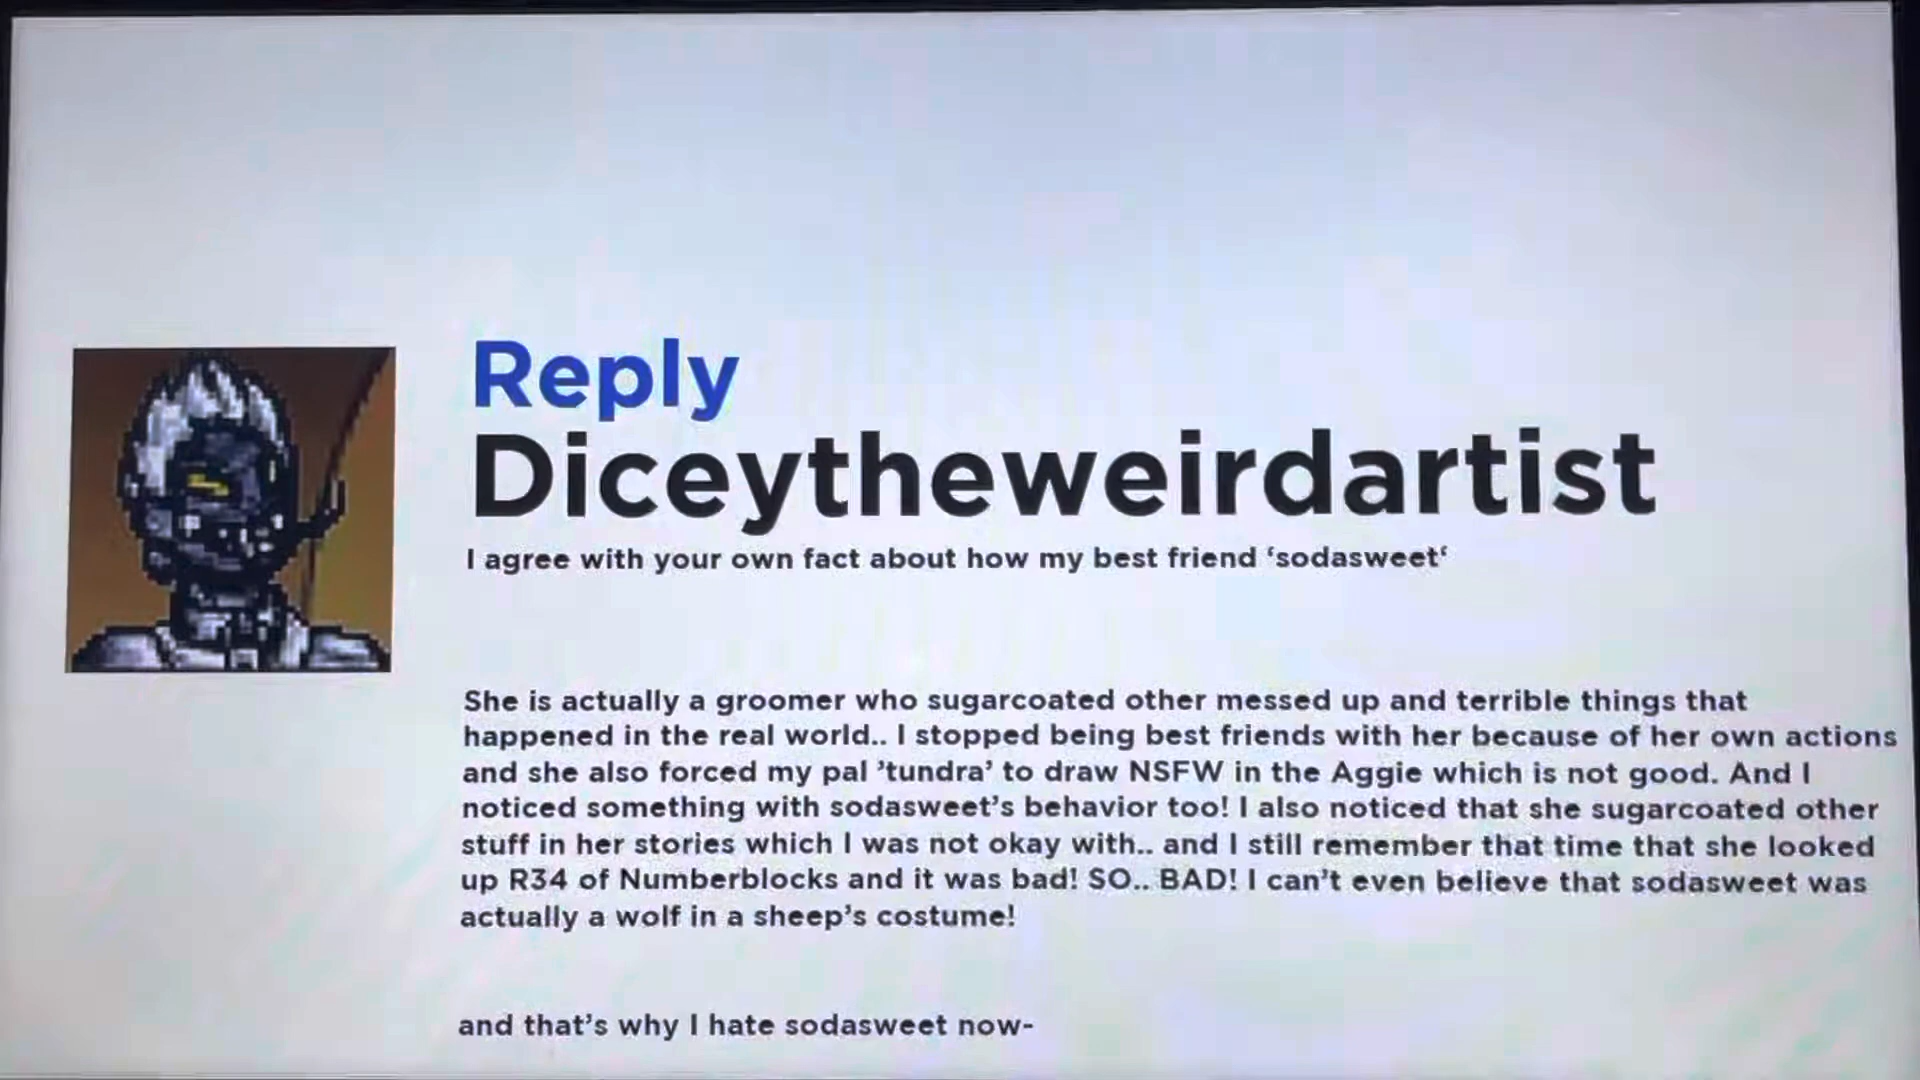 Reply
Diceytheweirdartist
I agree with your own fact about how my best friend ‘sodasweet‘
She is actually a groomer who sugarcoated other messed up and terrible things that
happened in the real world.. I stopped being best friends with her because of her own actions
and she also forced my pal ’tundra’ to draw NSFW in the Aggie which is not good. And I
noticed something with sodasweet’s behavior too! I also noticed that she sugarcoated other
stuff in her stories which I was not okay with.. and I still remember that time that she looked
up R34 of Numberblocks and it was bad! SO.. BAD! I can’t even believe that sodasweet was
actually a wolf in a sheep’s costume!
and that’s why I hate sodasweet now-